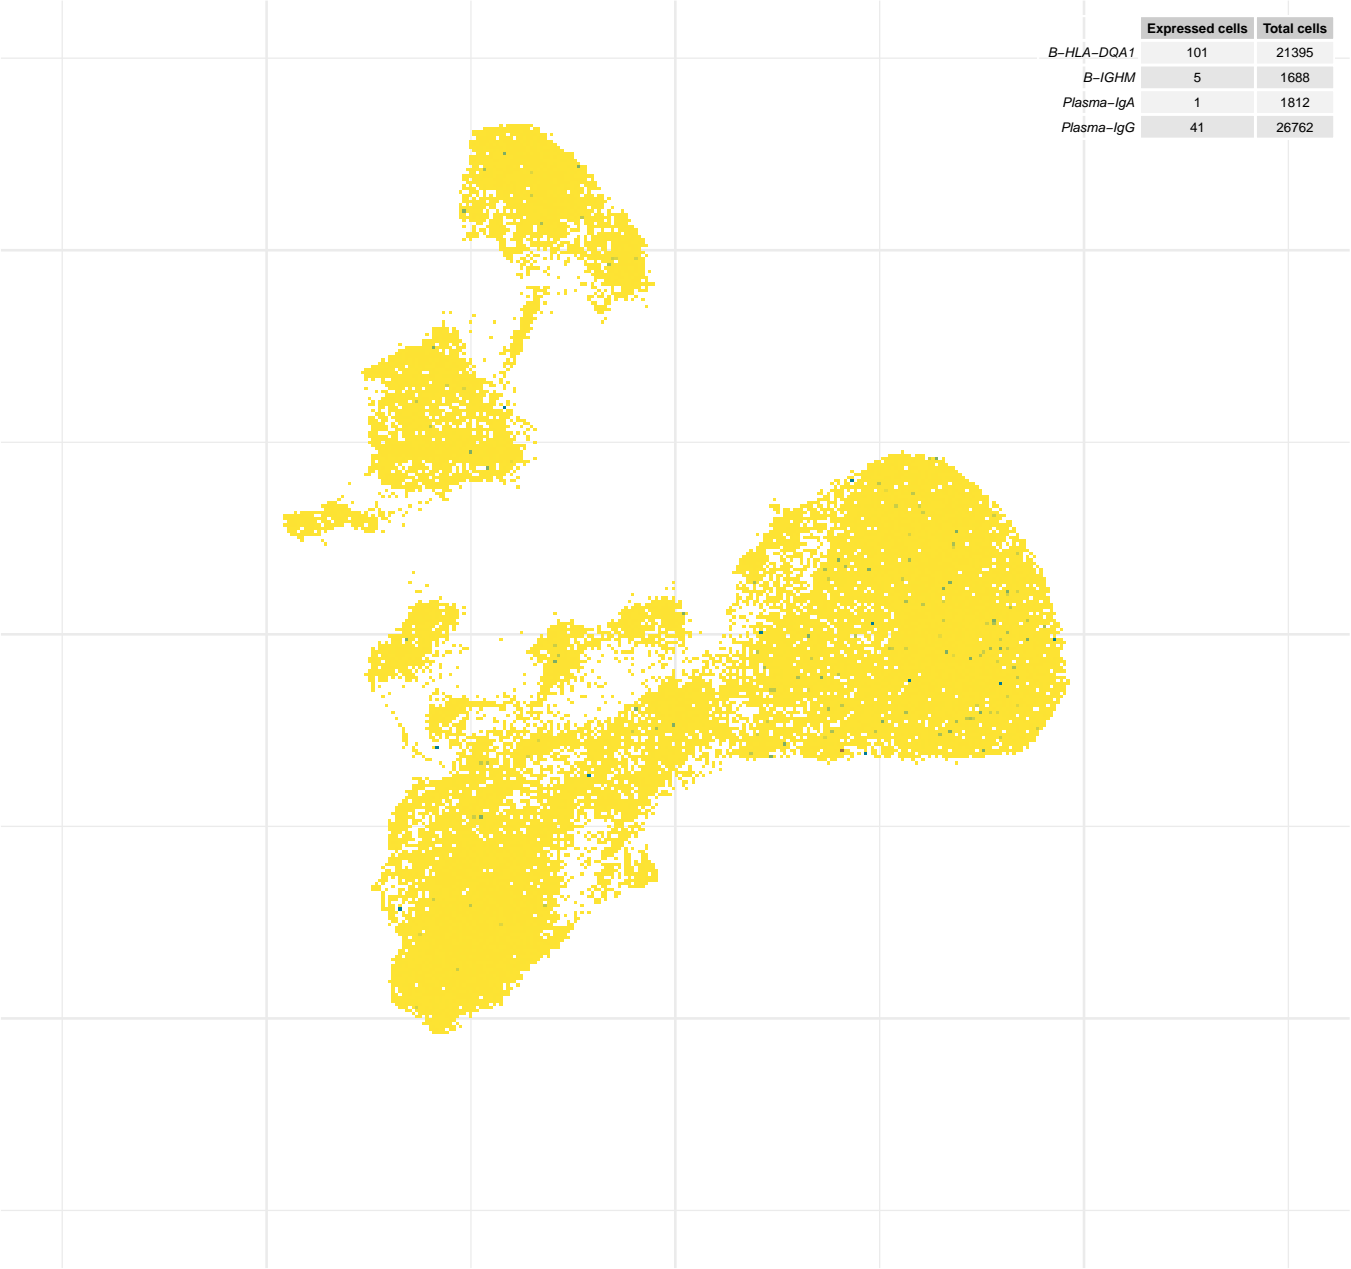 Expressed cells Total cells
B−HLA−DQA1 101 21395
B−IGHM 5 1688
Plasma−IgA 1 1812
Plasma−IgG 41 26762